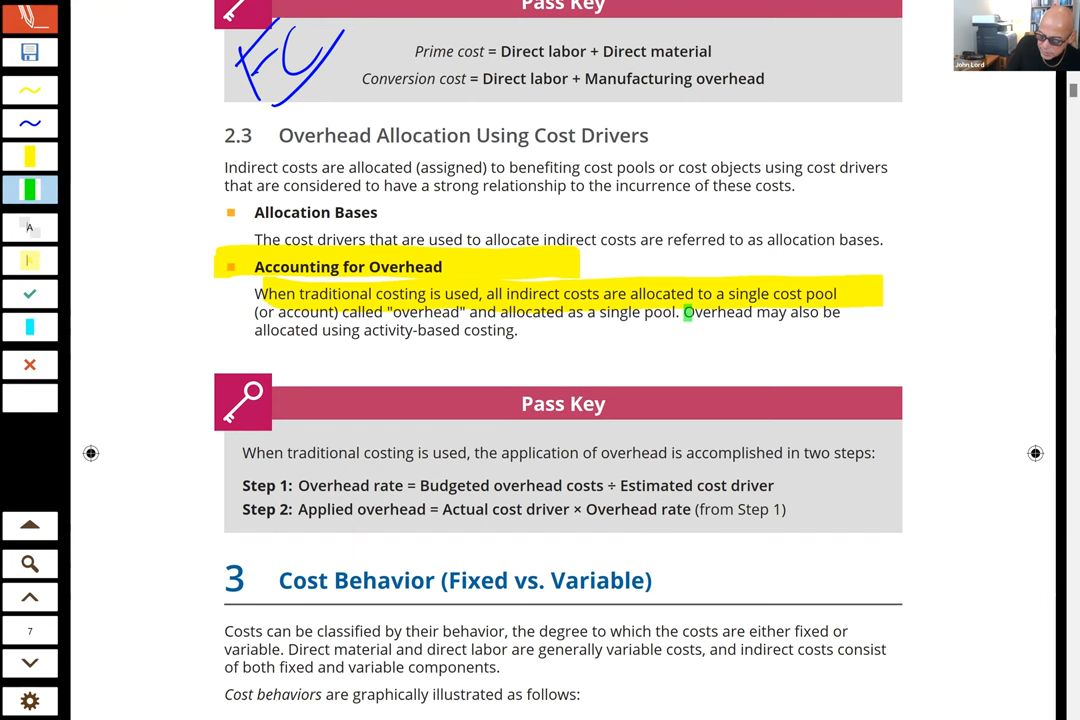 Pass Key
FC
Prime cost = Direct labor + Direct material
Conversion cost = Direct labor + Manufacturing overhead
John Lord
2.3 Overhead Allocation Using Cost Drivers
Indirect costs are allocated (assigned) to benefiting cost pools or cost objects using cost drivers
that are considered to have a strong relationship to the incurrence of these costs.
Allocation Bases
The cost drivers that are used to allocate indirect costs are referred to as allocation bases.
Accounting for Overhead
When traditional costing is used, all indirect costs are allocated to a single cost pool
(or account) called "overhead" and allocated as a single pool. Overhead may also be
allocated using activity-based costing.
Pass Key
When traditional costing is used, the application of overhead is accomplished in two steps:
Step 1: Overhead rate = Budgeted overhead costs ÷ Estimated cost driver
Step 2: Applied overhead = Actual cost driver × Overhead rate (from Step 1)
3 Cost Behavior (Fixed vs. Variable)
Costs can be classified by their behavior, the degree to which the costs are either fixed or
variable. Direct material and direct labor are generally variable costs, and indirect costs consist
of both fixed and variable components.
Cost behaviors are graphically illustrated as follows:
A
7